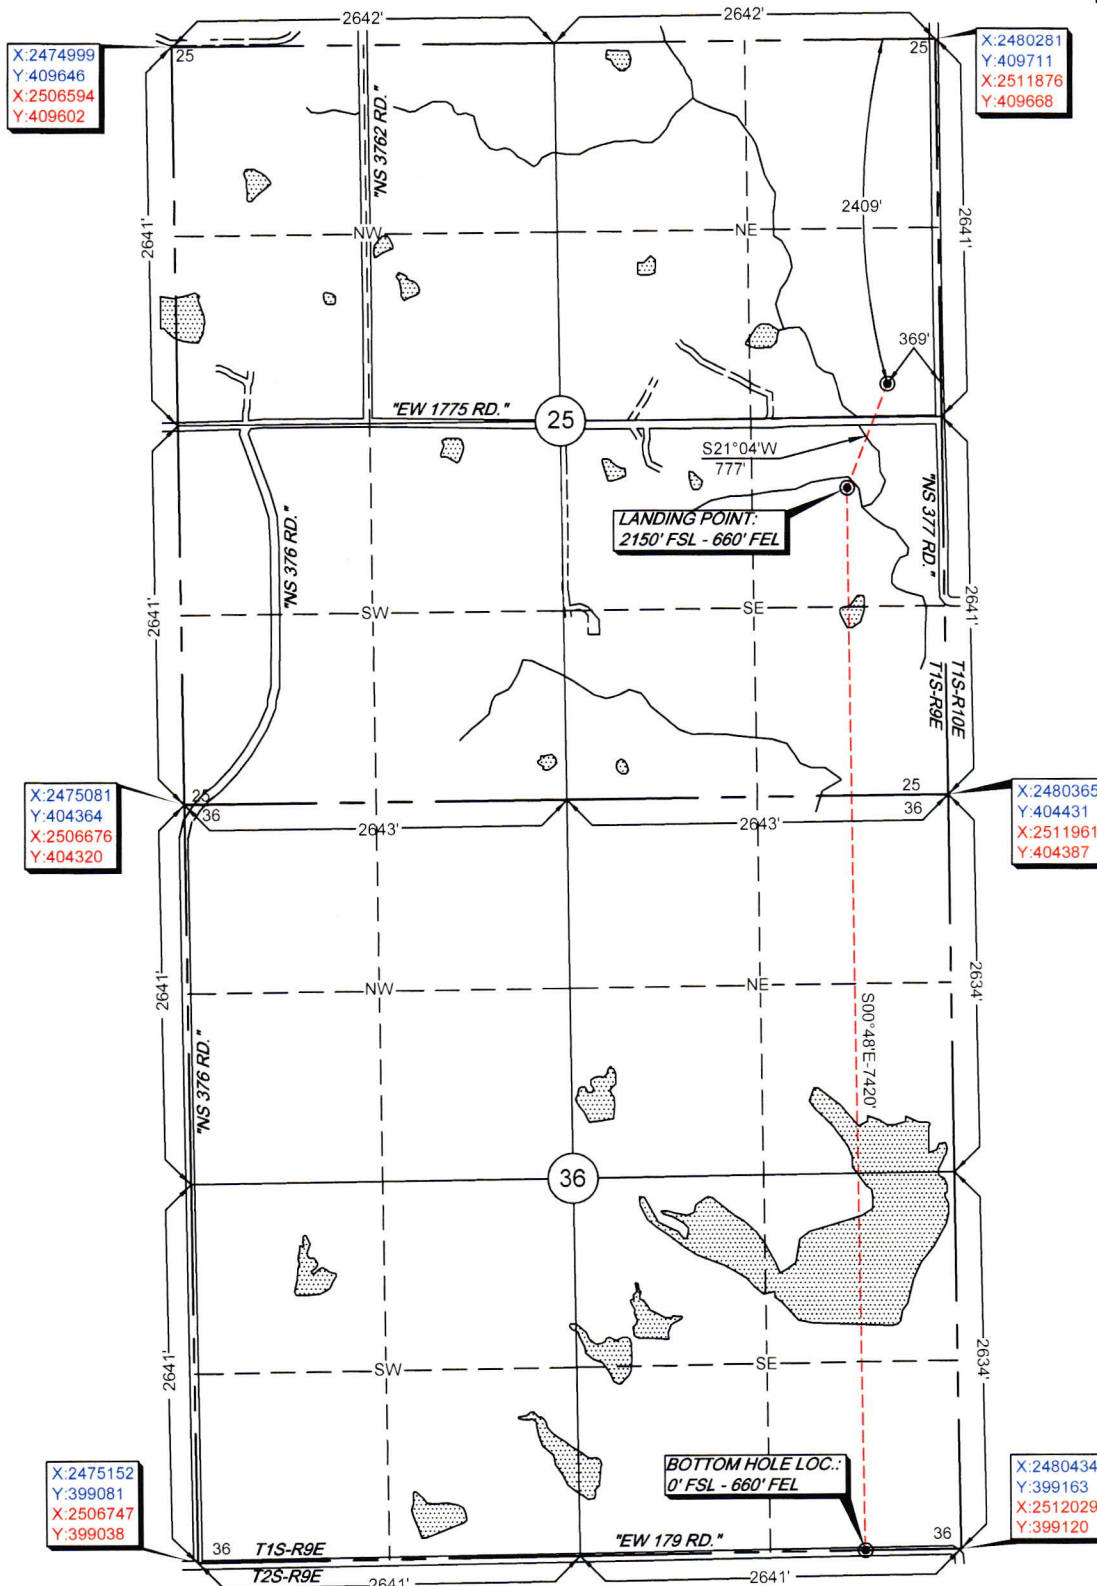 2642'
2642'
X:2474999
Y:409646
X:2506594
Y:409602
25
25
X:2480281
Y:409711
X:2511876
Y:409668
"NS 3762 RD."
2409'
2641'
NW
NE
2641'
369'
"EW 1775 RD."
25
S21°04'W
777'
LANDING POINT:
2150' FSL - 660' FEL
"NS 377 RD."
"NS 376 RD."
2641'
SW
SE
2641'
T1S-R9E
T1S-R10E
X:2475081
Y:404364
X:2506676
Y:404320
25
36
2643'
2643'
25
36
X:2480365
Y:404431
X:2511961
Y:404387
2641'
NW
NE
2634'
S00°48'E-7420'
"NS 376 RD."
36
2641'
SW
SE
2634'
X:2475152
Y:399081
X:2506747
Y:399038
BOTTOM HOLE LOC.:
0' FSL - 660' FEL
X:2480434
Y:399163
X:2512029
Y:399120
36
T1S-R9E
"EW 179 RD."
36
T2S-R9E
2641'
2641'